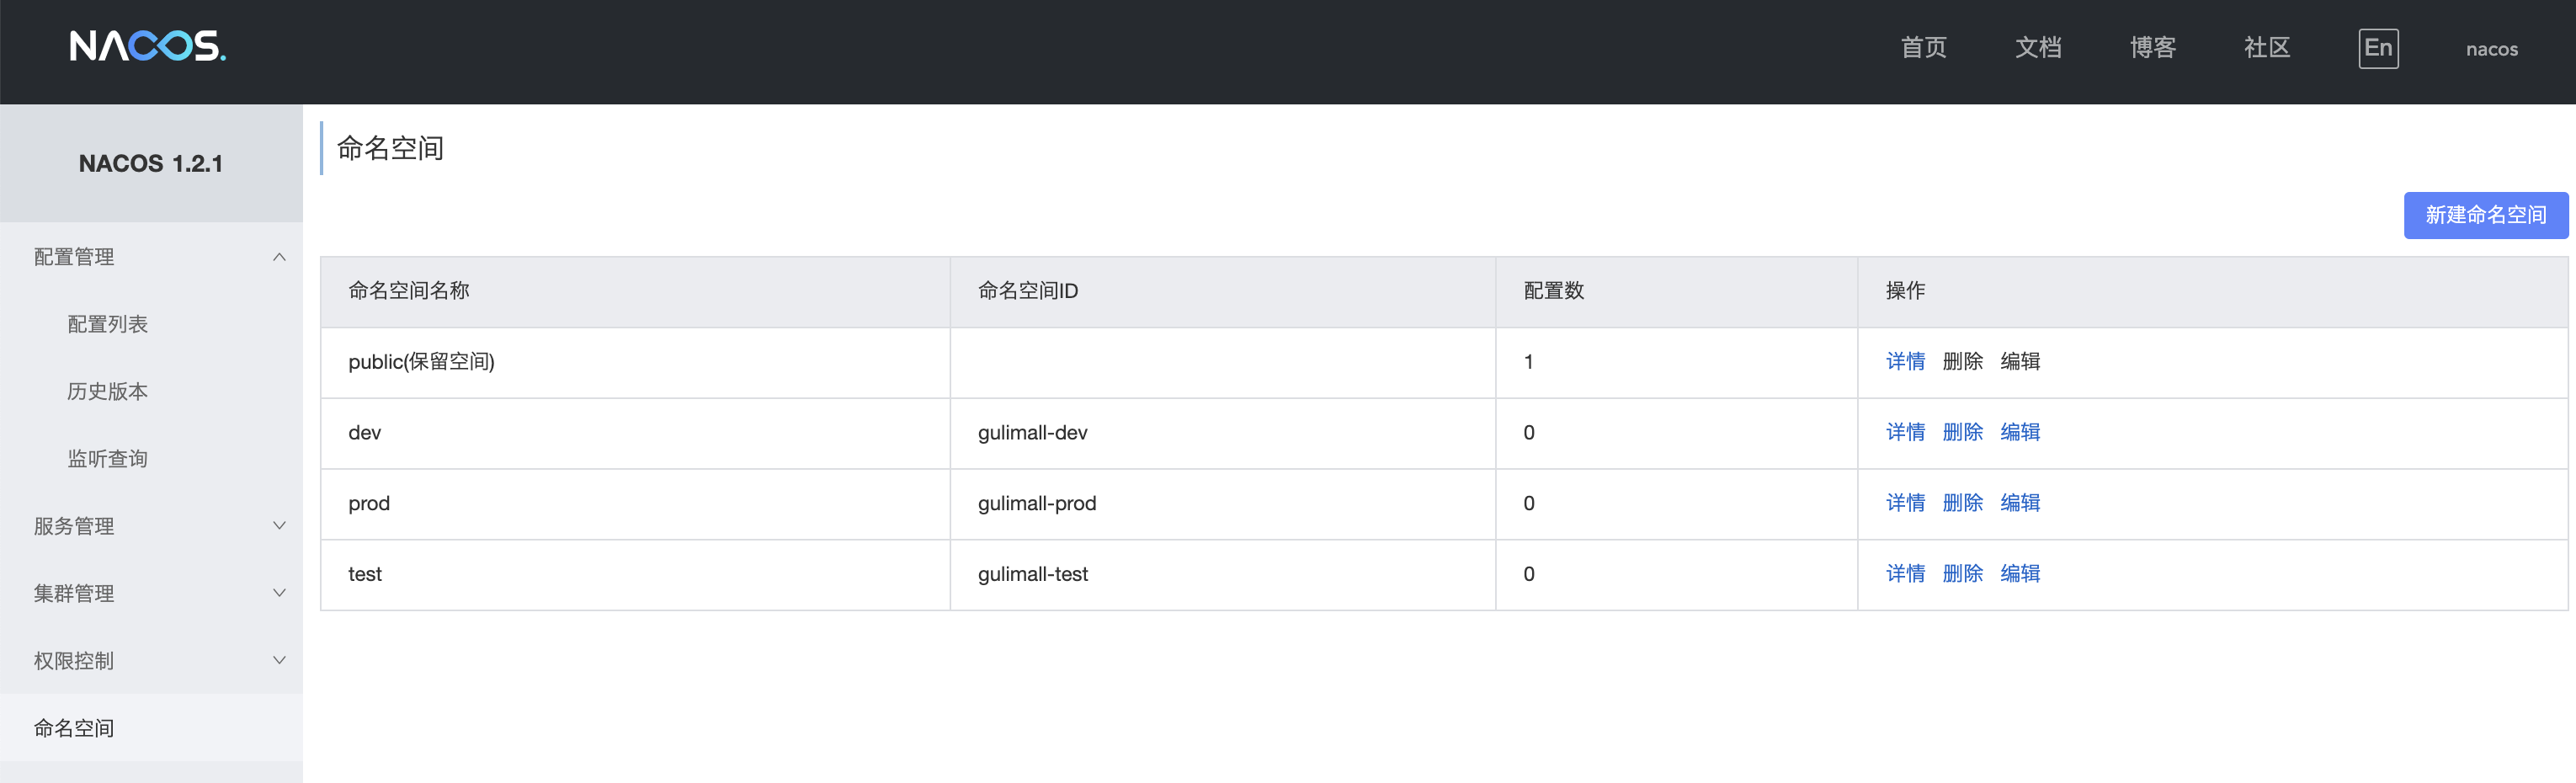 NACOS.
首页 文档 博客 社区 En nacos
NACOS 1.2.1
配置管理
配置列表
历史版本
监听查询
服务管理
集群管理
权限控制
命名空间
命名空间
新建命名空间
命名空间名称 命名空间ID 配置数 操作
public(保留空间) 1 详情 删除 编辑
dev gulimall-dev 0 详情 删除 编辑
prod gulimall-prod 0 详情 删除 编辑
test gulimall-test 0 详情 删除 编辑